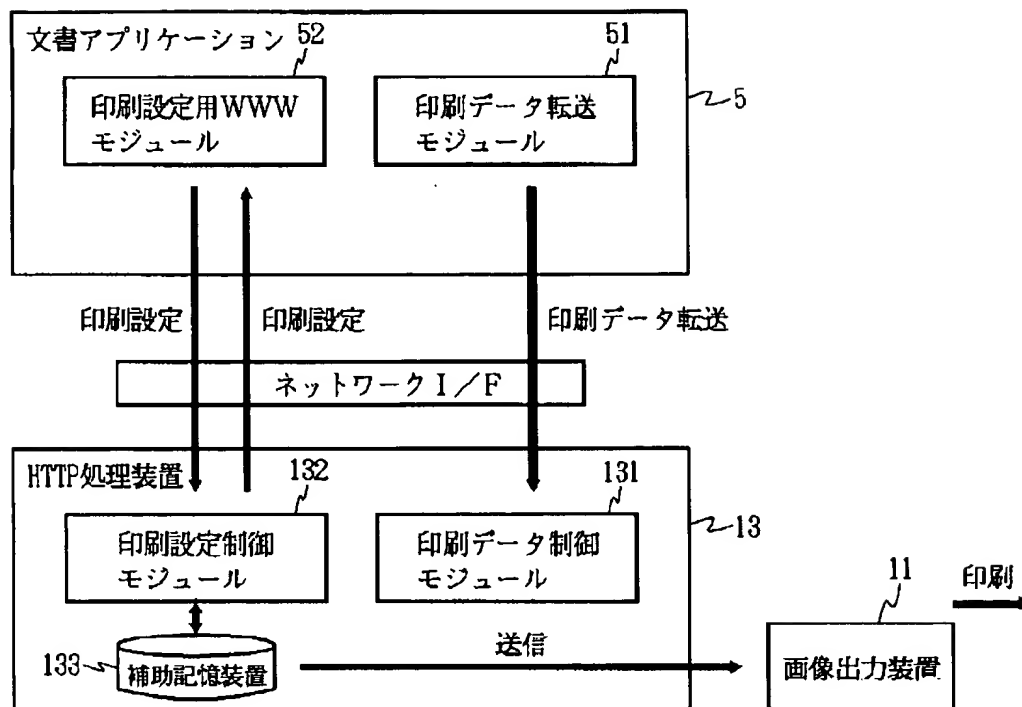 文書アプリケーション
52
51
印刷設定用WWW
モジュール
印刷データ転送
モジュール
5
印刷設定
印刷設定
印刷データ転送
ネットワークI/F
HTTP処理装置
132
131
印刷設定制御
モジュール
印刷データ制御
モジュール
13
133
補助記憶装置
送信
11
印刷
画像出力装置